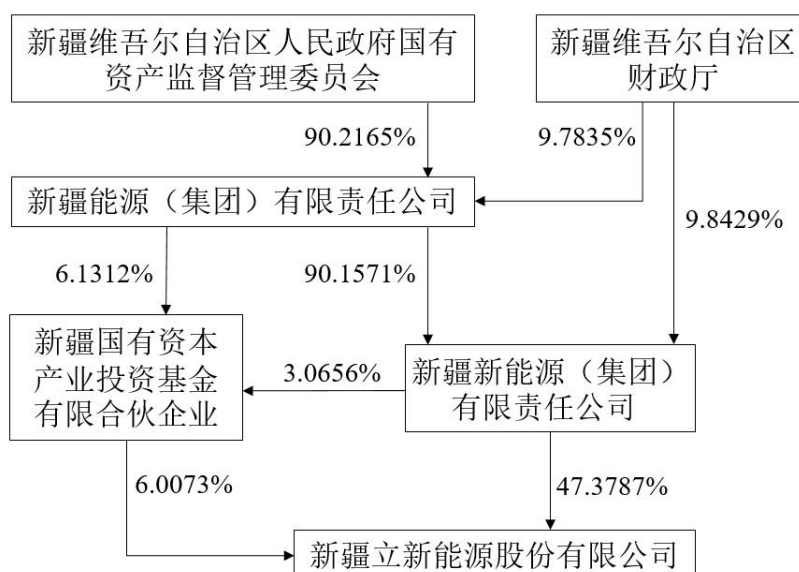 新疆维吾尔自治区人民政府国有
资产监督管理委员会
新疆维吾尔自治区
财政厅
90.2165%
9.7835%
新疆能源（集团）有限责任公司
9.8429%
6.1312%
90.1571%
新疆国有资本
产业投资基金
有限合伙企业
3.0656%
新疆新能源（集团）
有限责任公司
6.0073%
47.3787%
新疆立新能源股份有限公司